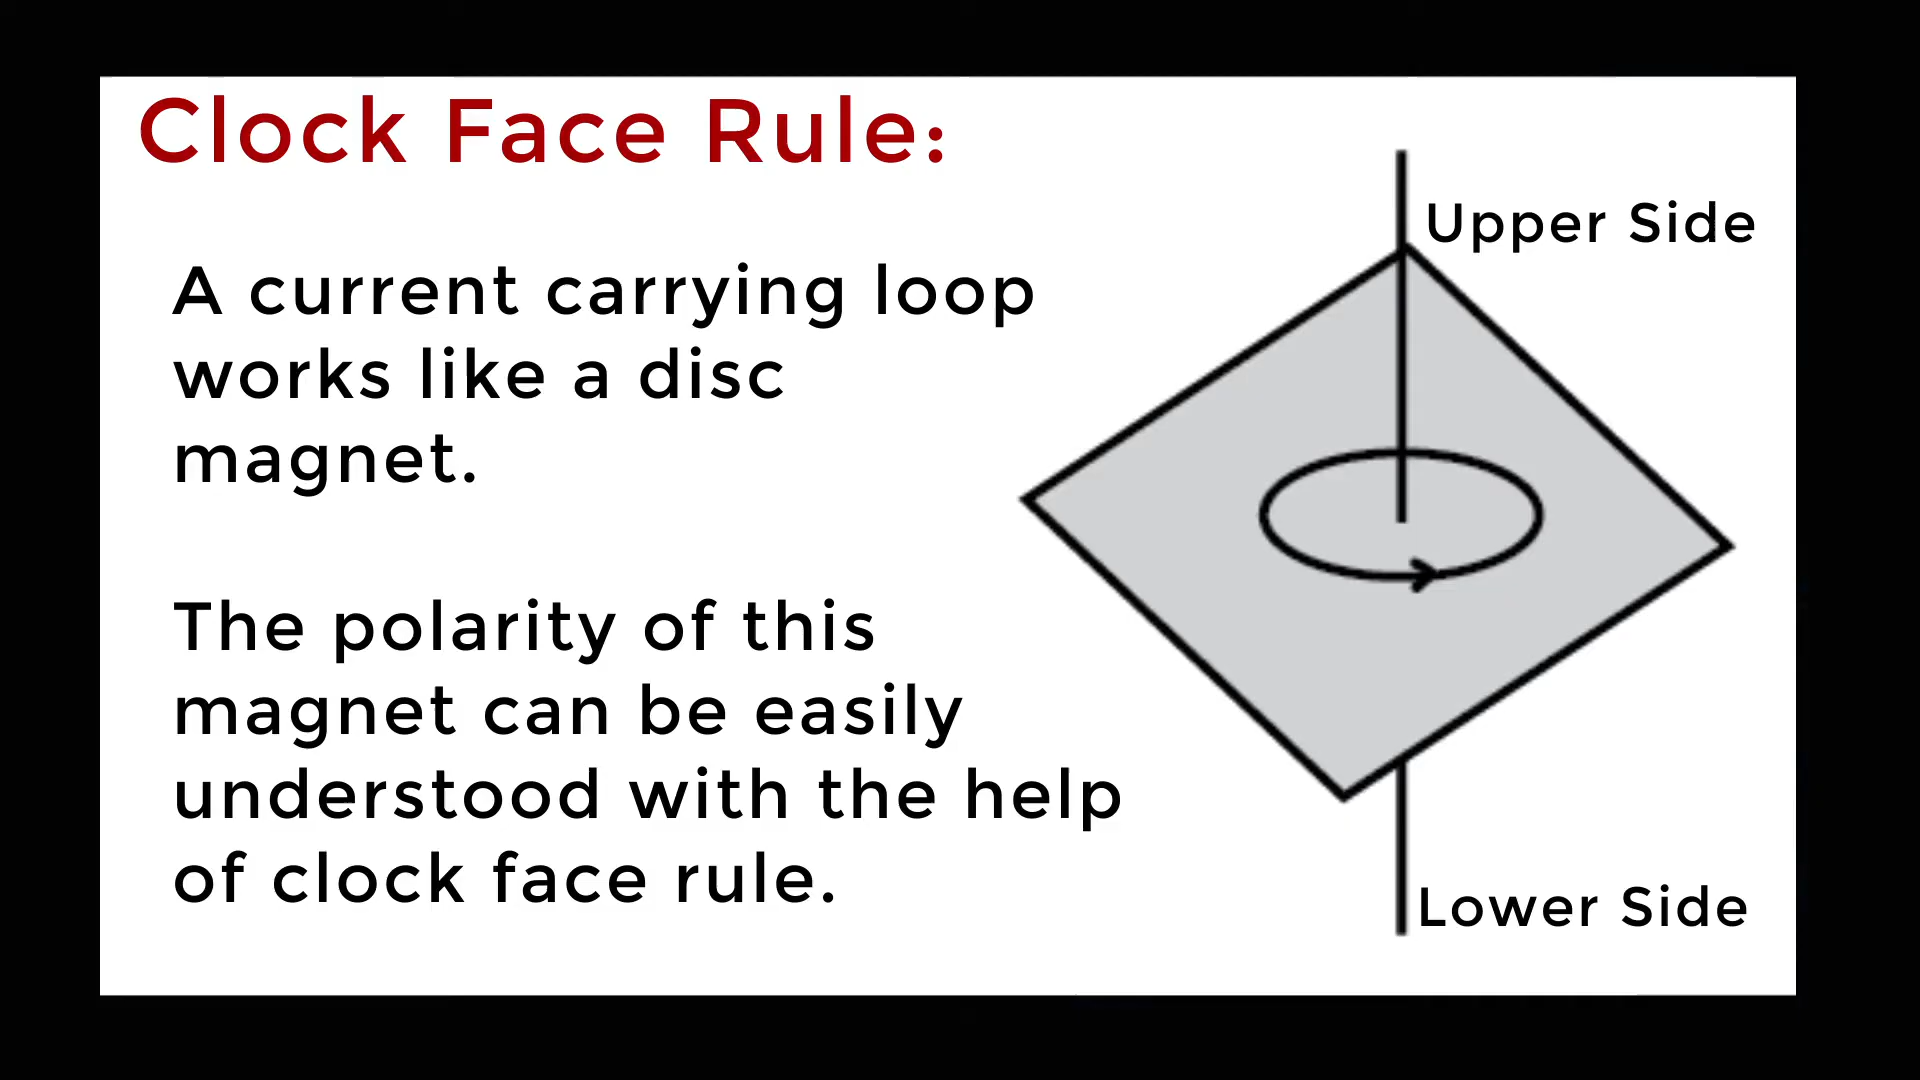 Clock Face Rule:
Upper Side
A current carrying loop
works like a disc
magnet.
The polarity of this
magnet can be easily
understood with the help
of clock face rule.
Lower Side